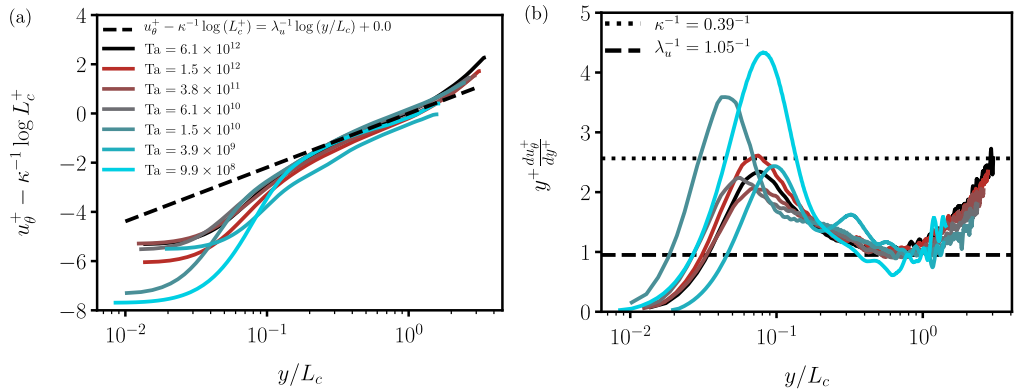 (a)
4
2
0
−2
−4
−6
−8
u_θ^+ − κ^{−1} log L_c^+
u_θ^+ − κ^{−1} log (L_c^+) = λ_u^{−1} log (y/L_c) + 0.0
Ta = 6.1 × 10^{12}
Ta = 1.5 × 10^{12}
Ta = 3.8 × 10^{11}
Ta = 6.1 × 10^{10}
Ta = 1.5 × 10^{10}
Ta = 3.9 × 10^{9}
Ta = 9.9 × 10^{8}
10^{−2} 10^{−1} 10^{0}
y/L_c
(b)
5
4
3
2
1
0
y^+ du_θ^+/dy^+
κ^{−1} = 0.39^{−1}
λ_u^{−1} = 1.05^{−1}
10^{−2} 10^{−1} 10^{0}
y/L_c